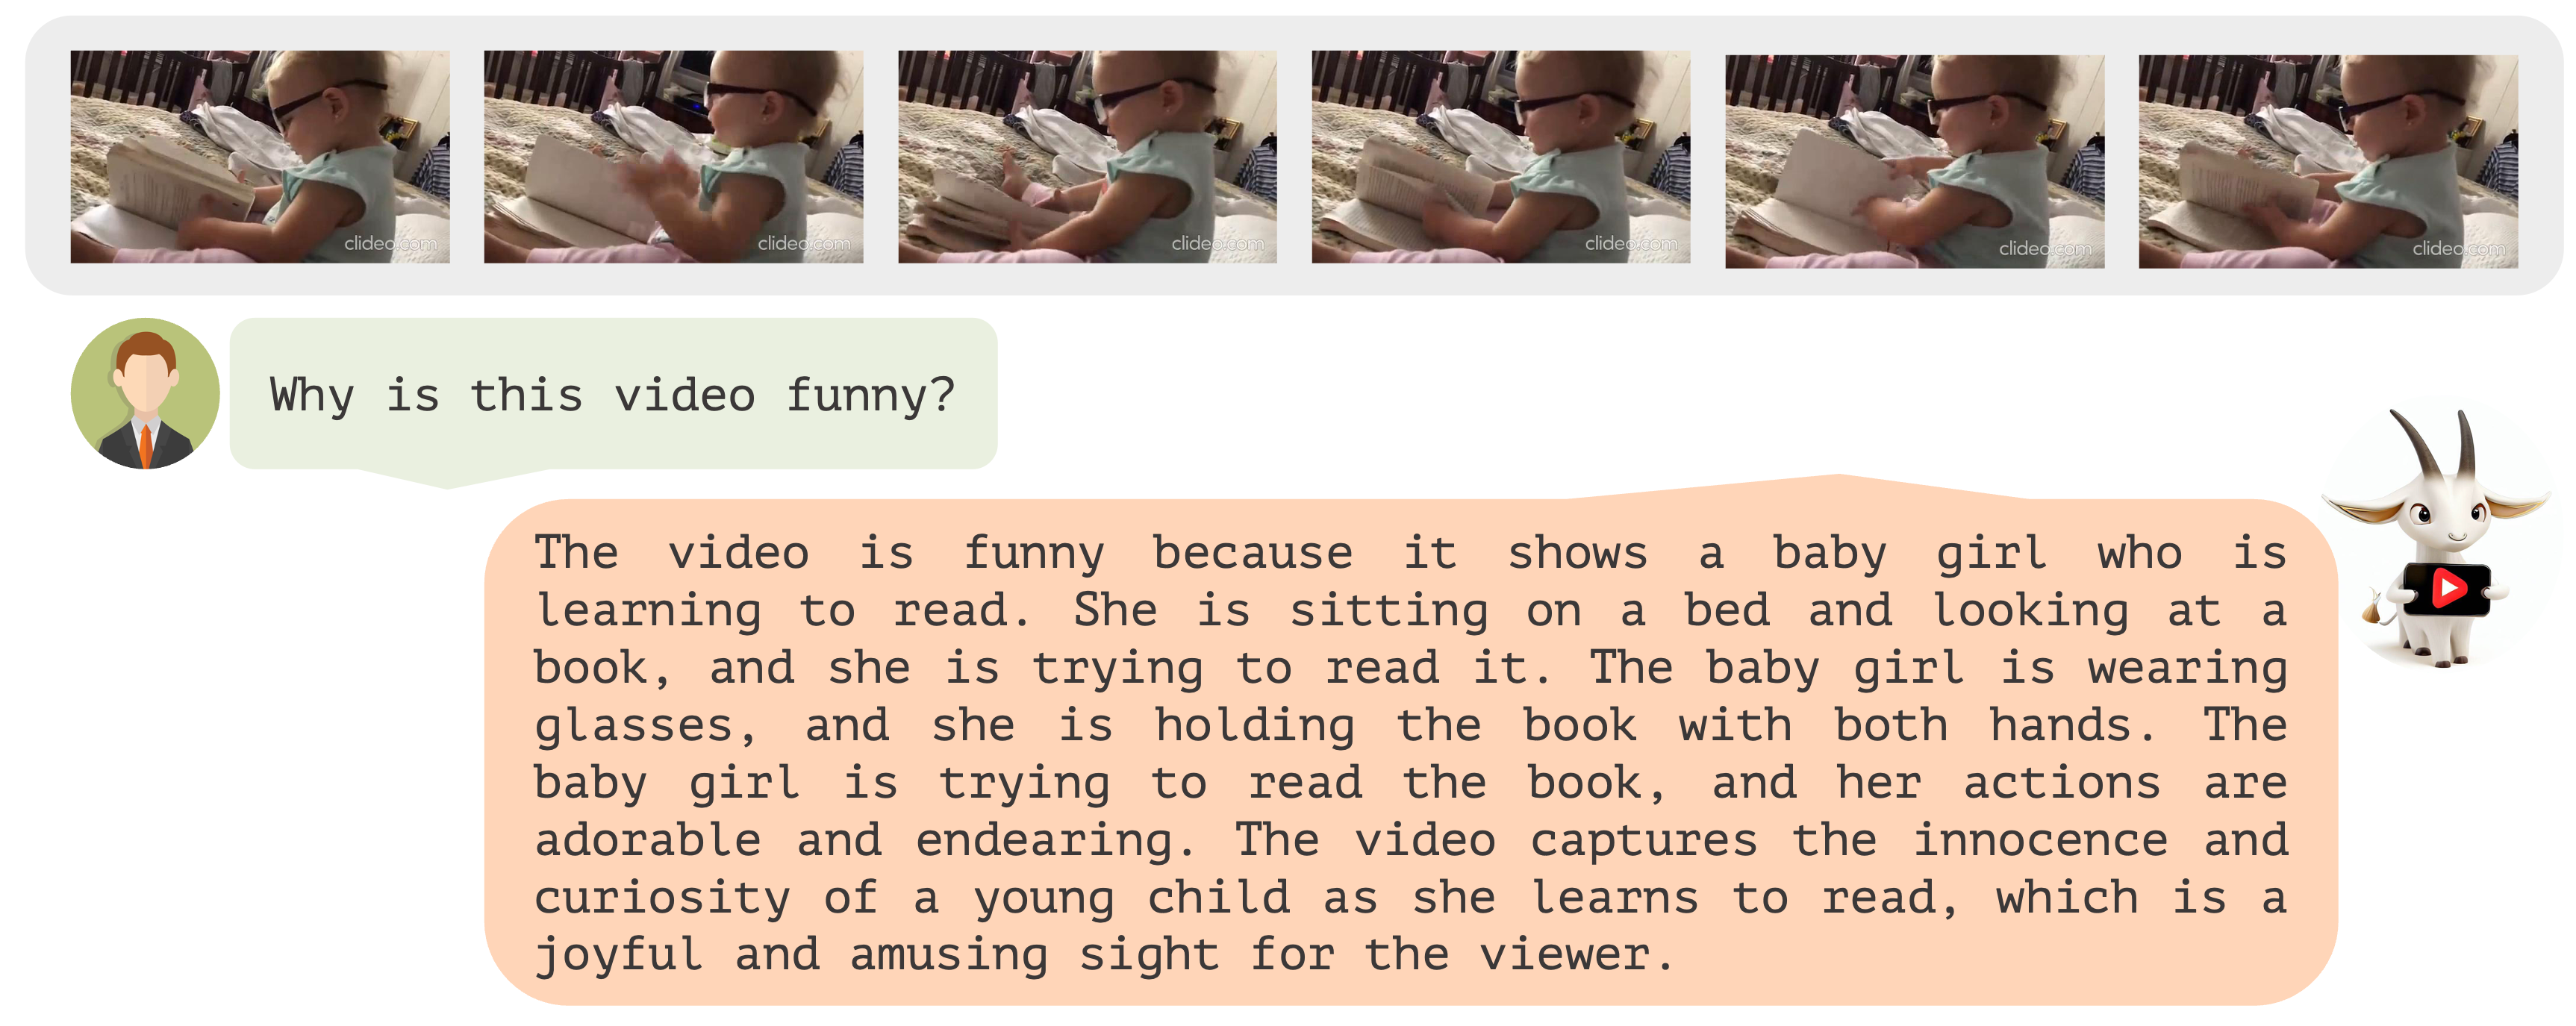 clideo.com clideo.com clideo.com clideo.com clideo.com clideo.com
Why is this video funny?
The video is funny because it shows a baby girl who is
learning to read. She is sitting on a bed and looking at a
book, and she is trying to read it. The baby girl is wearing
glasses, and she is holding the book with both hands. The
baby girl is trying to read the book, and her actions are
adorable and endearing. The video captures the innocence and
curiosity of a young child as she learns to read, which is a
joyful and amusing sight for the viewer.